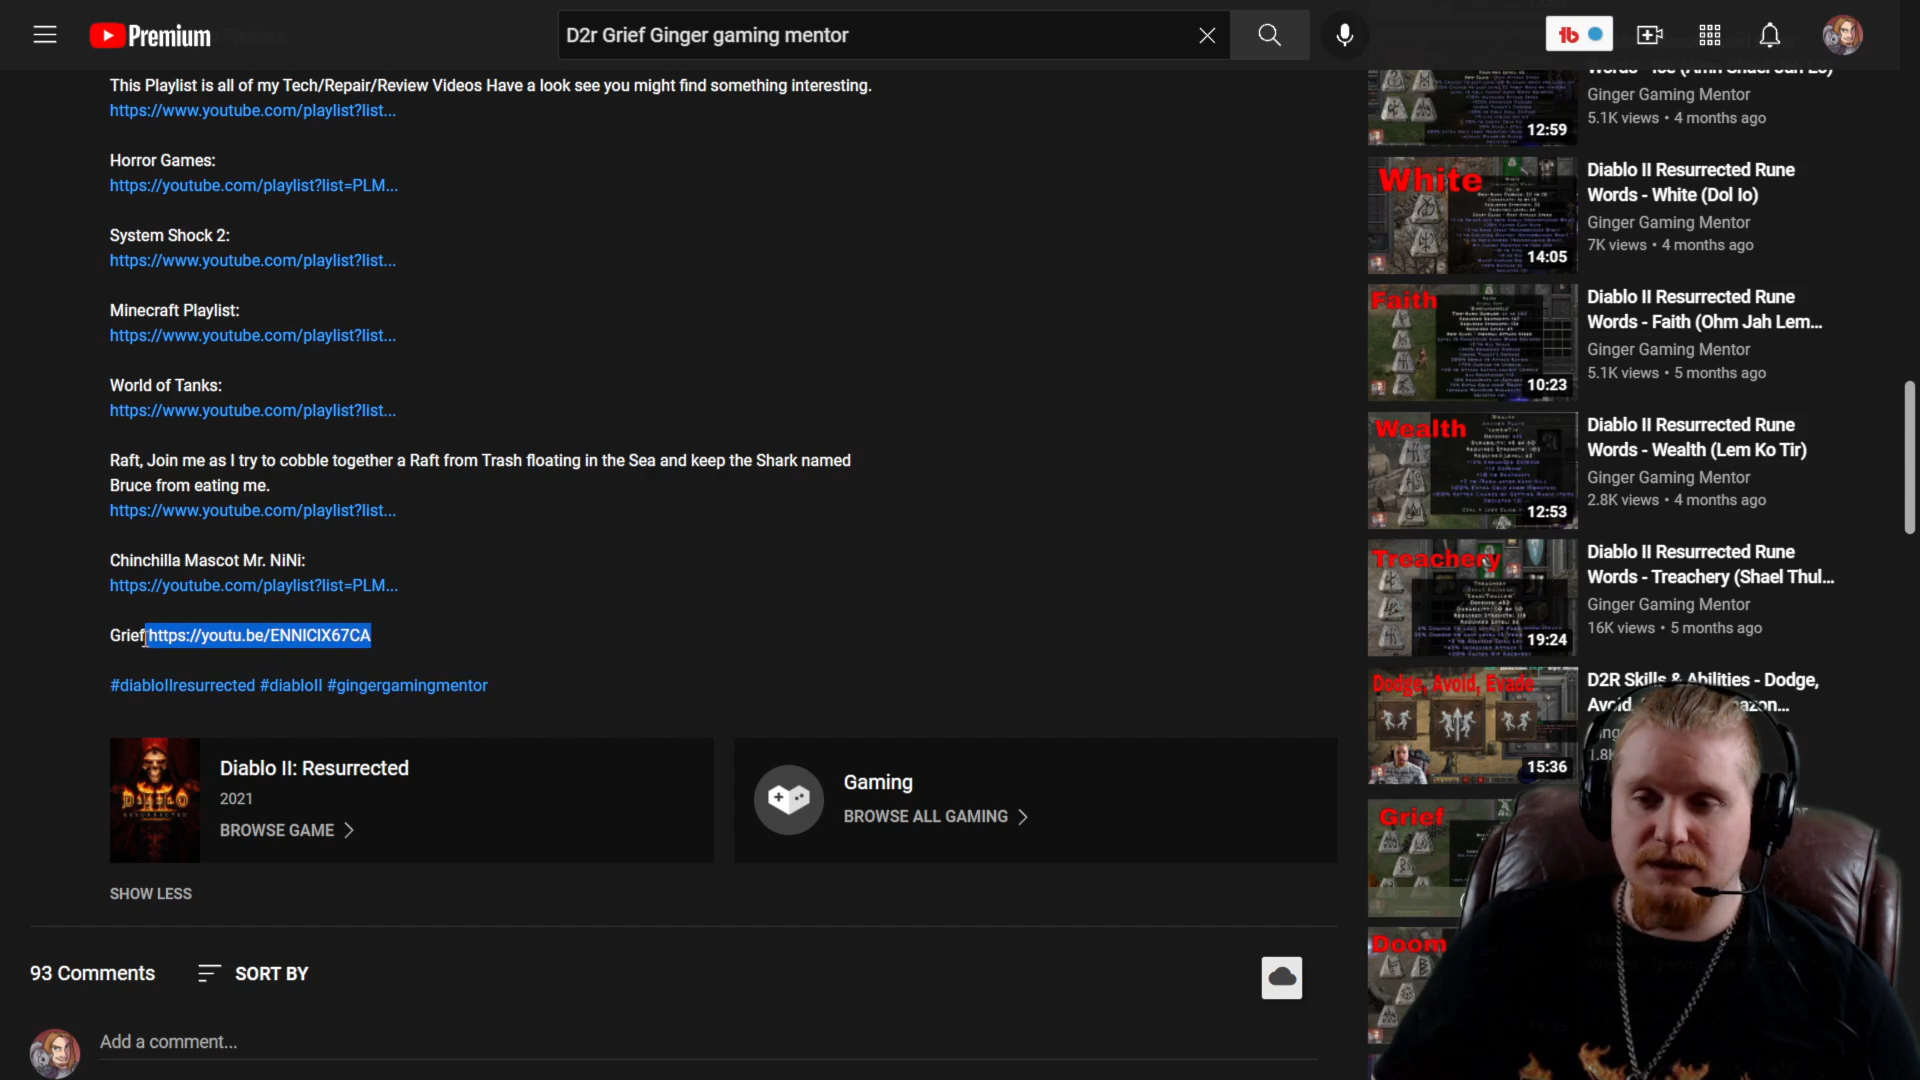 Premium
D2r Grief Ginger gaming mentor
This Playlist is all of my Tech/Repair/Review Videos Have a look see you might find something interesting.
https://www.youtube.com/playlist?list...
Horror Games:
https://youtube.com/playlist?list=PLM...
System Shock 2:
https://www.youtube.com/playlist?list...
Minecraft Playlist:
https://www.youtube.com/playlist?list...
World of Tanks:
https://www.youtube.com/playlist?list...
Raft, Join me as I try to cobble together a Raft from Trash floating in the Sea and keep the Shark named
Bruce from eating me.
https://www.youtube.com/playlist?list...
Chinchilla Mascot Mr. NiNi:
https://youtube.com/playlist?list=PLM...
Grief https://youtu.be/ENNICIX67CA
#diabloIIresurrected #diabloII #gingergamingmentor
DIABLO
II
RESURRECTED
Diablo II: Resurrected
2021
BROWSE GAME
Gaming
BROWSE ALL GAMING
SHOW LESS
93 Comments
SORT BY
Add a comment...
tb
12:59
Ginger Gaming Mentor
5.1K views • 4 months ago
White
14:05
Diablo II Resurrected Rune
Words - White (Dol Io)
Ginger Gaming Mentor
7K views • 4 months ago
Faith
10:23
Diablo II Resurrected Rune
Words - Faith (Ohm Jah Lem...
Ginger Gaming Mentor
5.1K views • 5 months ago
Wealth
12:53
Diablo II Resurrected Rune
Words - Wealth (Lem Ko Tir)
Ginger Gaming Mentor
2.8K views • 4 months ago
Treachery
19:24
Diablo II Resurrected Rune
Words - Treachery (Shael Thul...
Ginger Gaming Mentor
16K views • 5 months ago
Dodge, Avoid, Evade
15:36
D2R Skills & Abilities - Dodge,
Avoid,
Grief
Doom